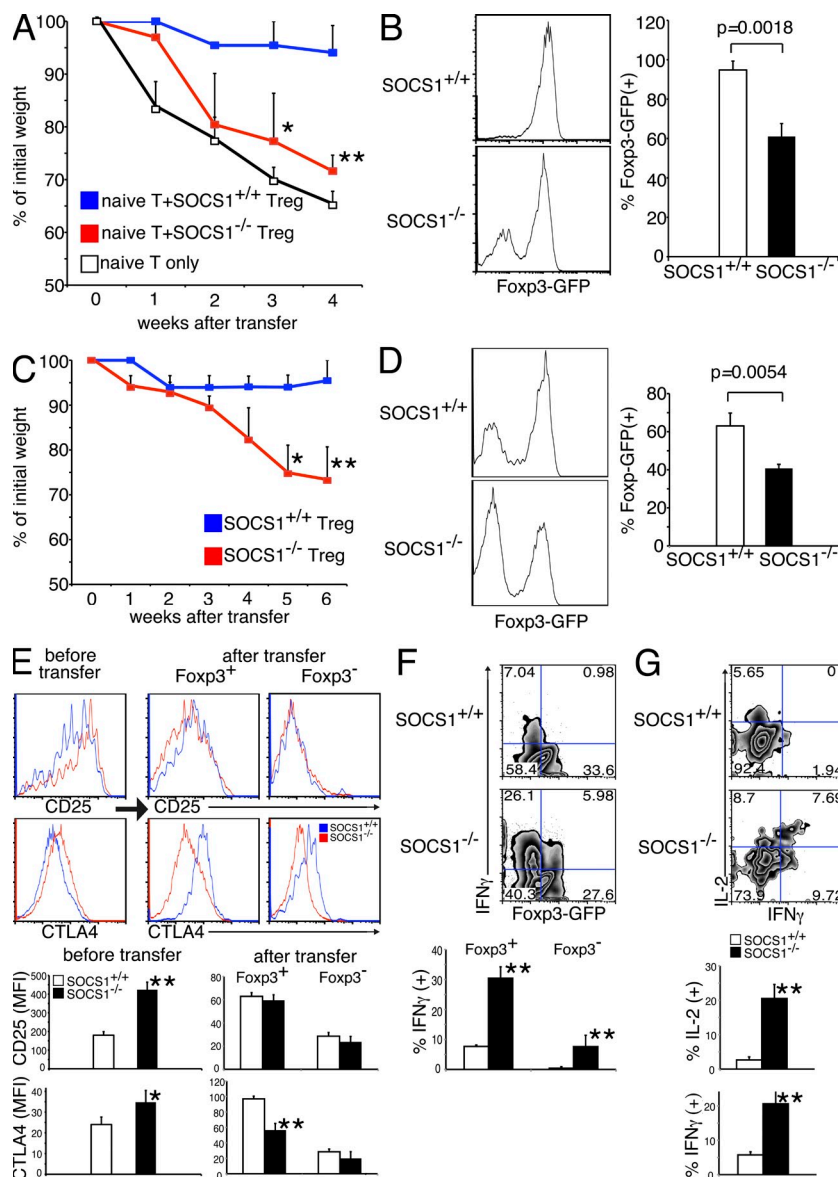 A
% of initial weight
100
90
80
70
65
60
50
naive T+SOCS1+/+ Treg
naive T+SOCS1-/- Treg
naive T only
*
**
0 1 2 3 4
weeks after transfer
B
SOCS1+/+
SOCS1-/-
Foxp3-GFP
% Foxp3-GFP(+)
120
100
80
60
40
20
0
p=0.0018
SOCS1+/+ SOCS1-/-
C
% of initial weight
100
90
80
75
70
60
50
*
**
SOCS1+/+ Treg
SOCS1-/- Treg
0 1 2 3 4 5 6
weeks after transfer
D
SOCS1+/+
SOCS1-/-
Foxp3-GFP
% Foxp-GFP(+)
80
60
40
20
0
p=0.0054
SOCS1+/+ SOCS1-/-
E
before transfer
after transfer
Foxp3+ Foxp3-
CD25 CD25
SOCS1+/+
SOCS1-/-
CTLA4 CTLA4
before transfer
after transfer
CD25 (MFI)
500
400
300
200
100
0
SOCS1+/+
SOCS1-/-
**
Foxp3+ Foxp3-
80
60
40
20
0
CTLA4 (MFI)
40
30
20
10
0
*
120
100
80
60
40
20
0
**
F
SOCS1+/+
7.04 0.98
58.4 33.6
SOCS1-/-
26.1 5.98
40.3 27.6
IFNγ
Foxp3-GFP
Foxp3+ Foxp3-
% IFNγ (+)
40
30
20
10
0
**
**
G
SOCS1+/+
5.65 0
92.4 1.94
SOCS1-/-
8.7 7.69
73.9 9.72
IL-2
IFNγ
SOCS1+/+
SOCS1-/-
% IL-2 (+)
30
20
10
0
**
% IFNγ (+)
20
10
0
**